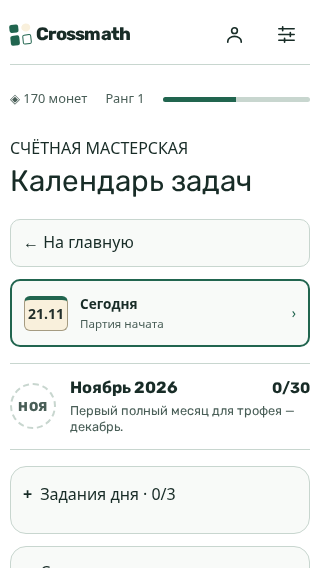 Crossmath
◈ 170 монет Ранг 1
СЧЁТНАЯ МАСТЕРСКАЯ
Календарь задач
← На главную
21.11
Сегодня
Партия начата
›
НОЯ
Ноябрь 2026 0/30
Первый полный месяц для трофея —
декабрь.
+ Задания дня · 0/3